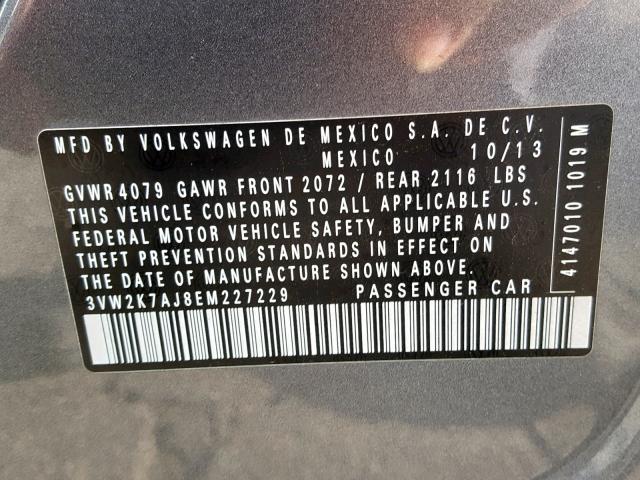 MFD BY VOLKSWAGEN DE MEXICO S.A. DE C.V.
MEXICO 10/13
GVWR 4079 GAWR FRONT 2072 / REAR 2116 LBS
THIS VEHICLE CONFORMS TO ALL APPLICABLE U.S.
FEDERAL MOTOR VEHICLE SAFETY, BUMPER AND
THEFT PREVENTION STANDARDS IN EFFECT ON
THE DATE OF MANUFACTURE SHOWN ABOVE.
3VW2K7AJ8EM227229 PASSENGER CAR
4147010 1019 M